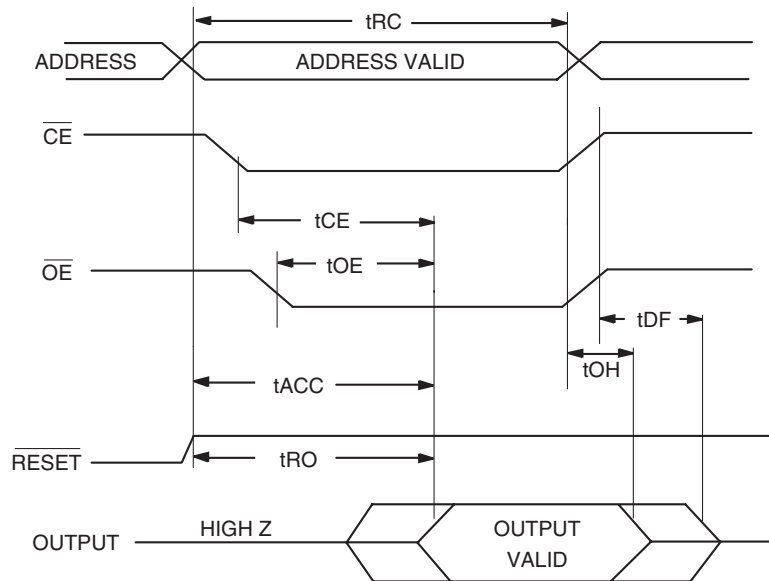 tRC
ADDRESS ADDRESS VALID
CE
tCE
OE tOE
tDF
tOH
tACC
RESET tRO
OUTPUT HIGH Z OUTPUT
VALID